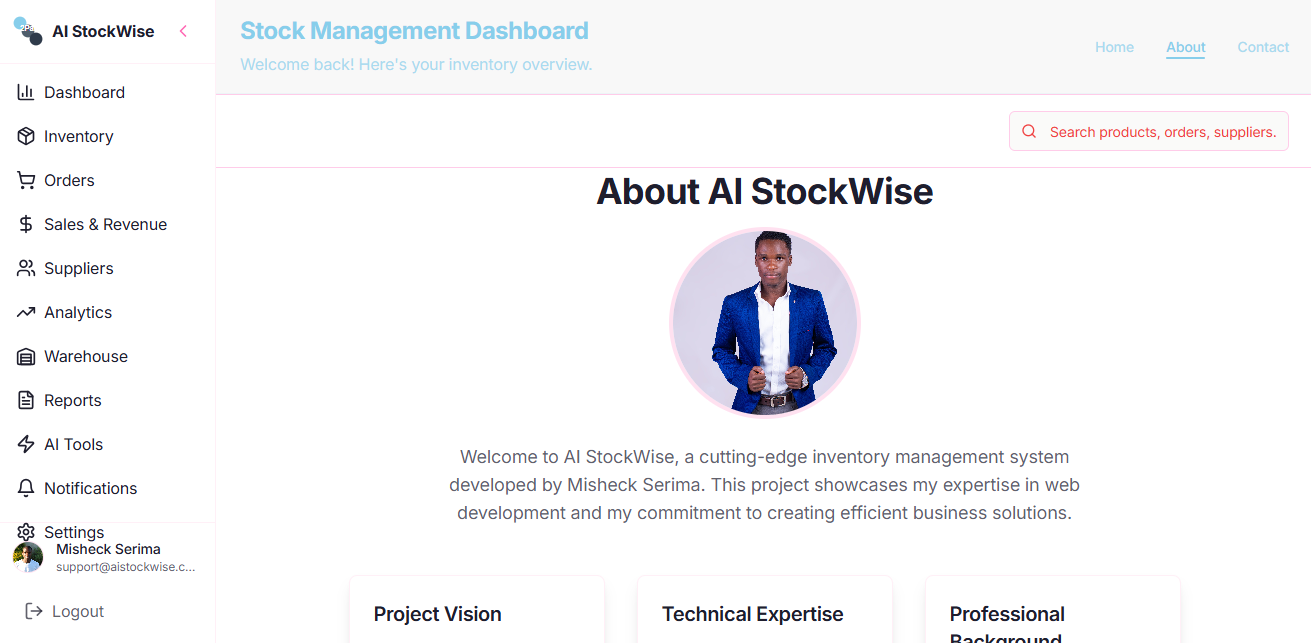 AI StockWise
Dashboard
Inventory
Orders
Sales & Revenue
Suppliers
Analytics
Warehouse
Reports
AI Tools
Notifications
Settings
Misheck Serima
support@aistockwise.c...
Logout
Stock Management Dashboard
Welcome back! Here's your inventory overview.
Home
About
Contact
Search products, orders, suppliers.
About AI StockWise
Welcome to AI StockWise, a cutting-edge inventory management system
developed by Misheck Serima. This project showcases my expertise in web
development and my commitment to creating efficient business solutions.
Project Vision
Technical Expertise
Professional
Background